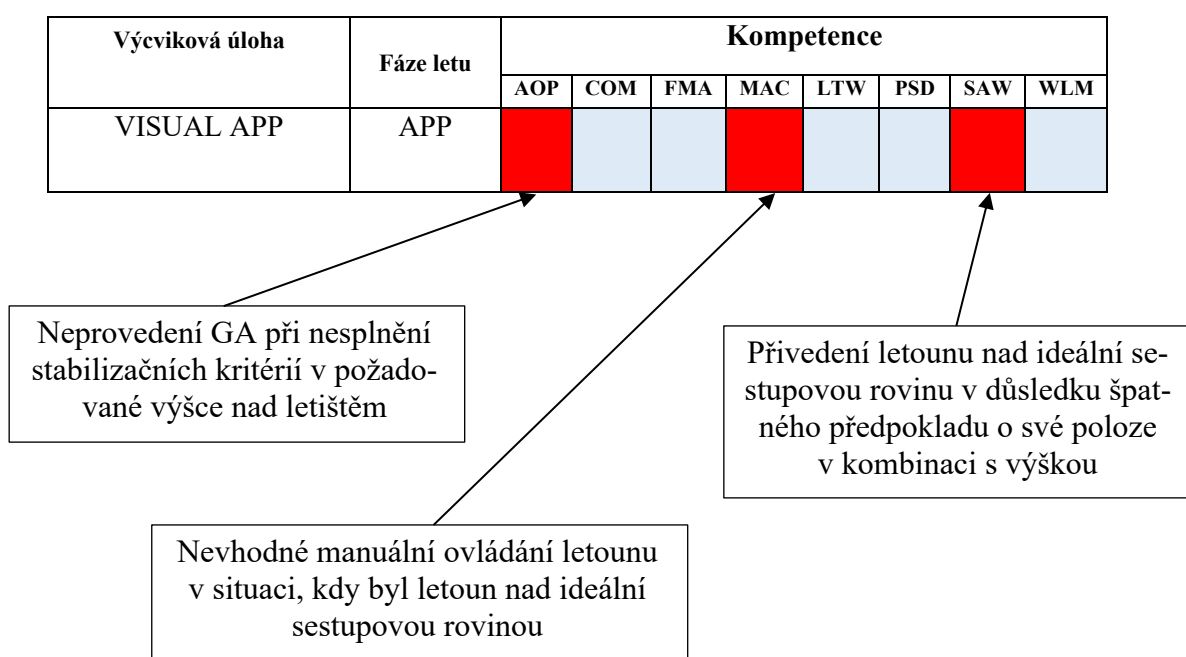 Výcviková úloha
Fáze letu
Kompetence
AOP COM FMA MAC LTW PSD SAW WLM
VISUAL APP APP
Neprovedení GA při nesplnění
stabilizačních kritérií v požado-
vané výšce nad letištěm
Přivedení letounu nad ideální se-
stupovou rovinu v důsledku špat-
ného předpokladu o své poloze
v kombinaci s výškou
Nevhodné manuální ovládání letounu
v situaci, kdy byl letoun nad ideální
sestupovou rovinou